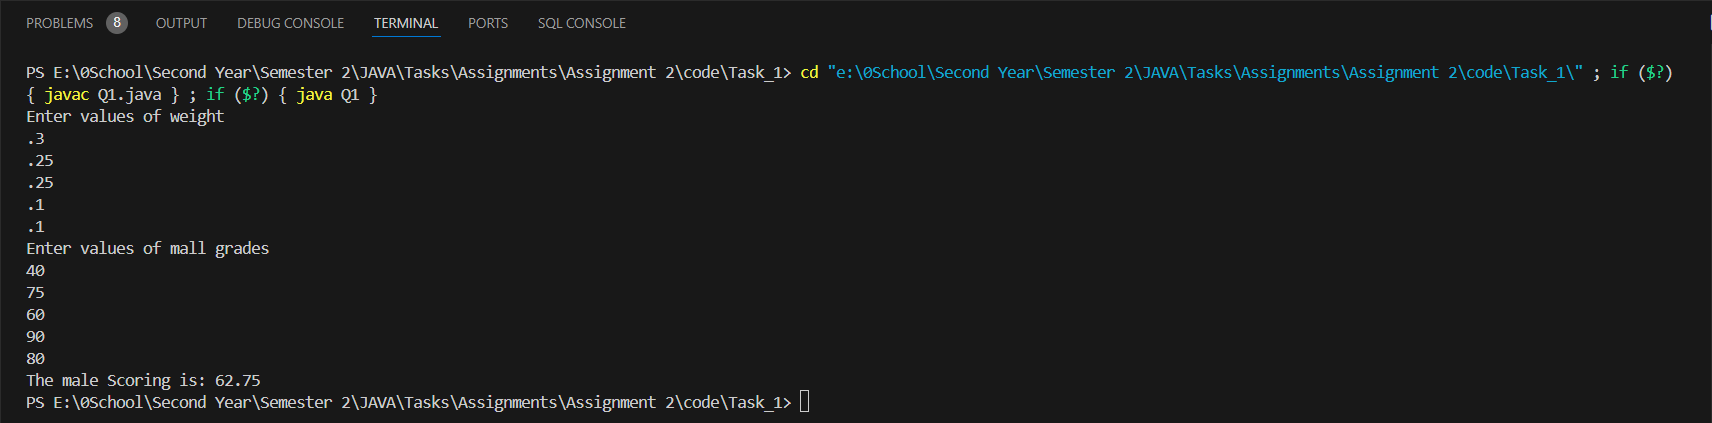 PROBLEMS 8 OUTPUT DEBUG CONSOLE TERMINAL PORTS SQL CONSOLE
PS E:\0School\Second Year\Semester 2\JAVA\Tasks\Assignments\Assignment 2\code\Task_1> cd "e:\0School\Second Year\Semester 2\JAVA\Tasks\Assignments\Assignment 2\code\Task_1\" ; if ($?)
{ javac Q1.java } ; if ($?) { java Q1 }
Enter values of weight
.3
.25
.25
.1
.1
Enter values of mall grades
40
75
60
90
80
The male Scoring is: 62.75
PS E:\0School\Second Year\Semester 2\JAVA\Tasks\Assignments\Assignment 2\code\Task_1>